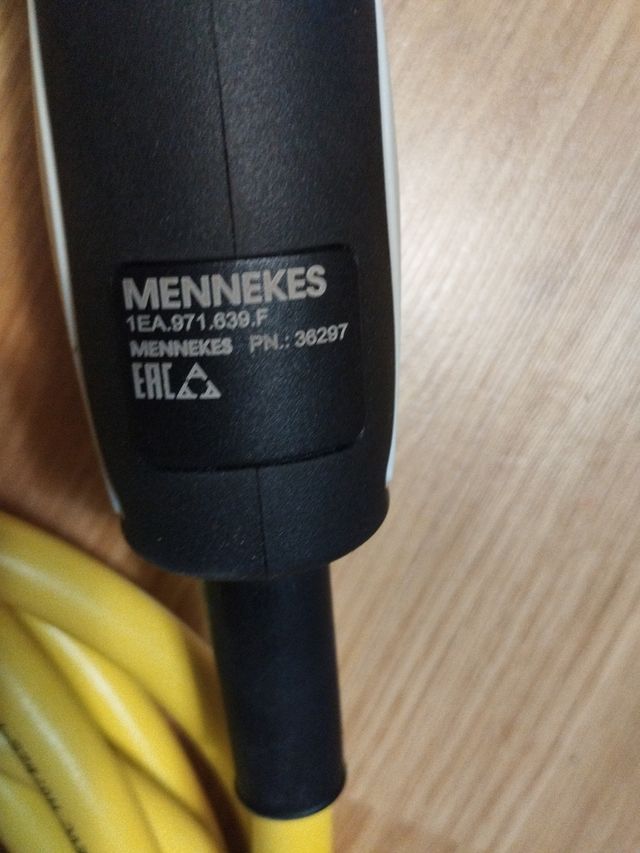 MENNEKES
1EA.971.639.F
MENNEKES PN.: 36297
EAC